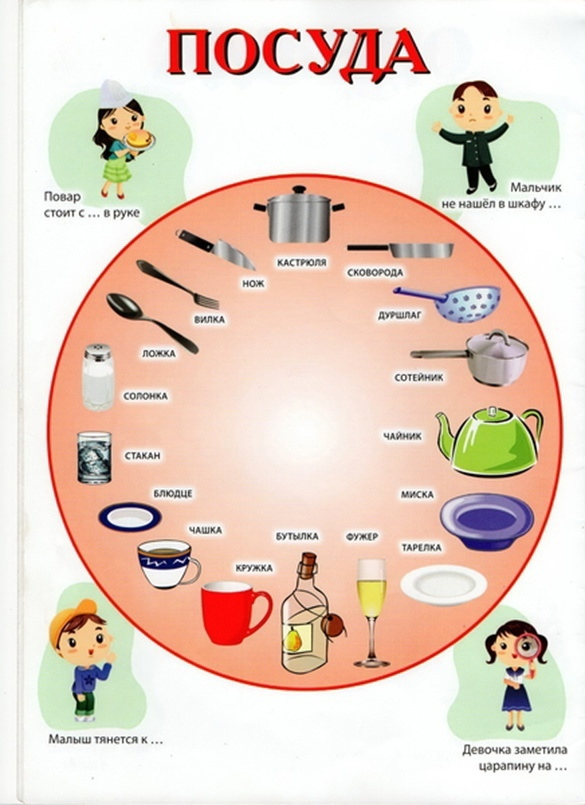 ПОСУДА
Повар
стоит с ... в руке
Мальчик
не нашёл в шкафу ...
КАСТРЮЛЯ
СКОВОРОДА
НОЖ
ДУРШЛАГ
ВИЛКА
ЛОЖКА
СОТЕЙНИК
СОЛОНКА
ЧАЙНИК
СТАКАН
БЛЮДЦЕ
МИСКА
ЧАШКА
БУТЫЛКА
ФУЖЕР
ТАРЕЛКА
КРУЖКА
Малыш тянется к ...
Девочка заметила
царапину на ...